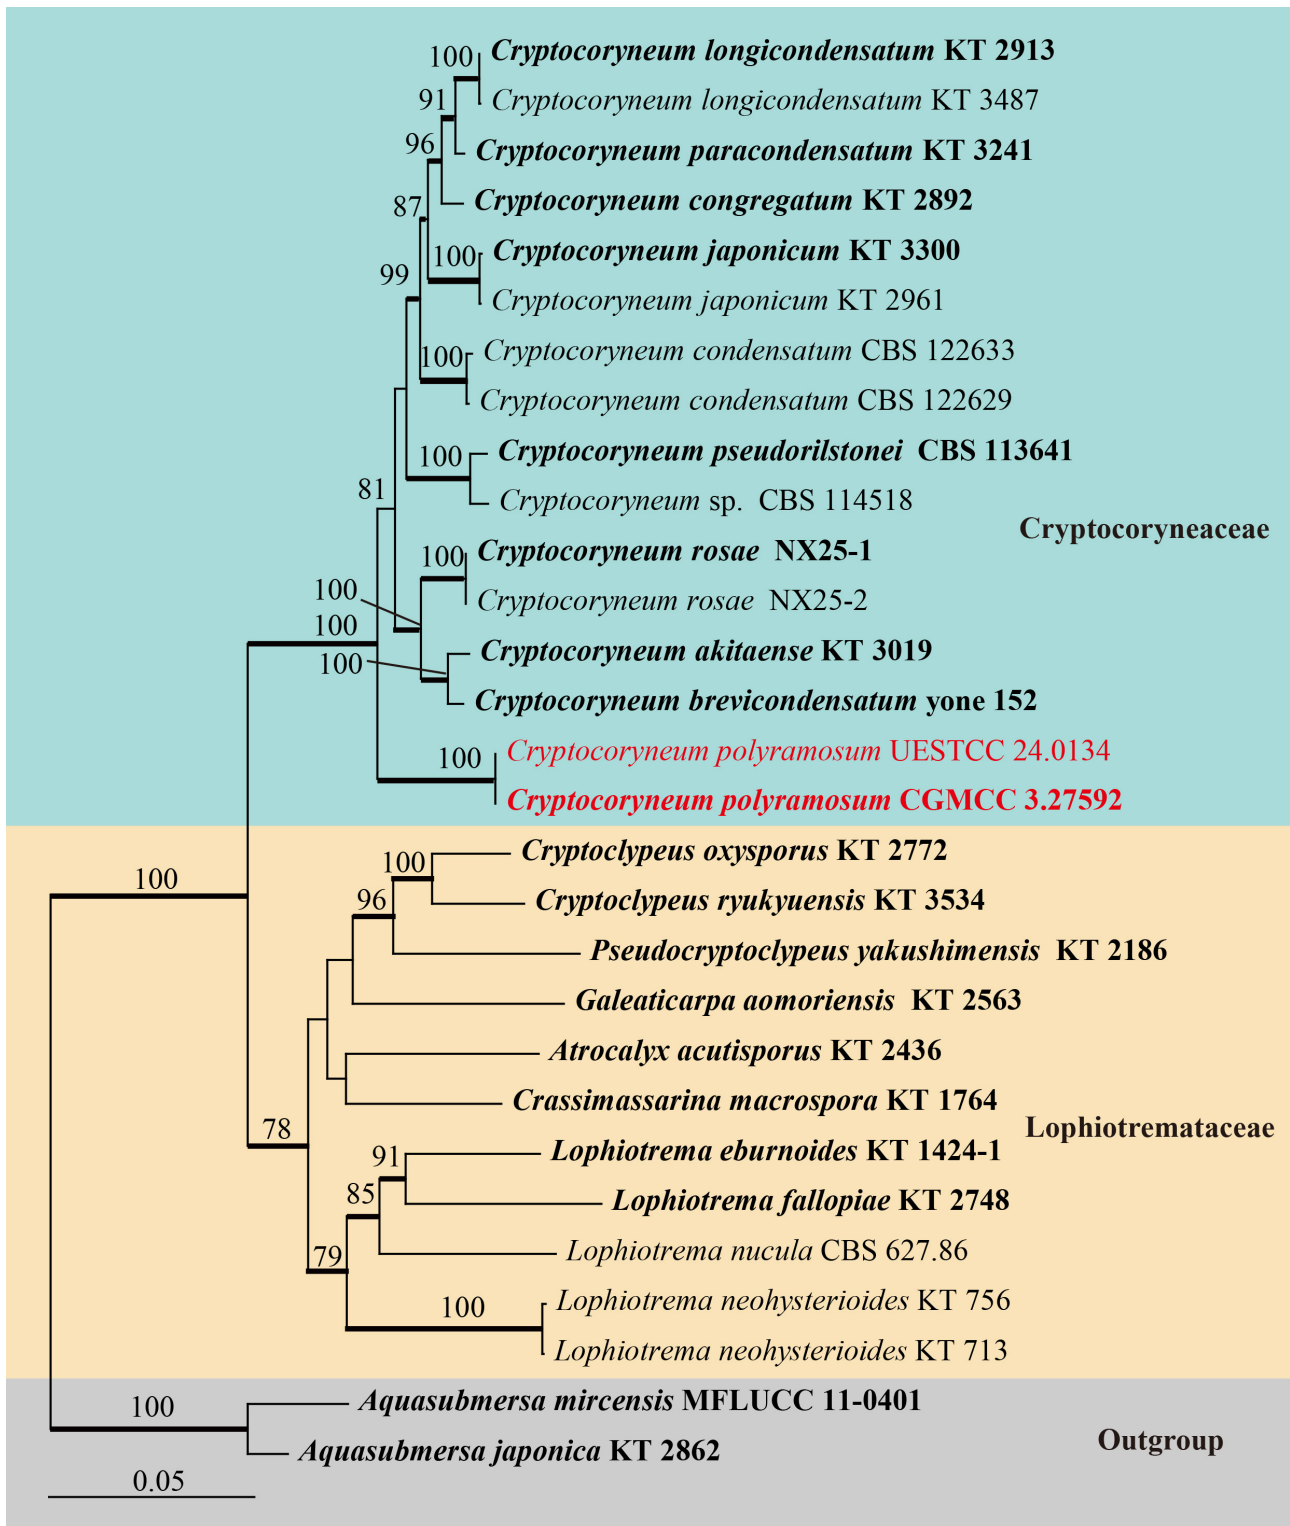 100
Cryptocoryneum longicondensatum KT 2913
91
Cryptocoryneum longicondensatum KT 3487
96
Cryptocoryneum paracondensatum KT 3241
87
Cryptocoryneum congregatum KT 2892
99
100
Cryptocoryneum japonicum KT 3300
Cryptocoryneum japonicum KT 2961
100
Cryptocoryneum condensatum CBS 122633
Cryptocoryneum condensatum CBS 122629
100
Cryptocoryneum pseudorilstonei CBS 113641
81
Cryptocoryneum sp. CBS 114518
Cryptocoryneaceae
100
Cryptocoryneum rosae NX25-1
100
Cryptocoryneum rosae NX25-2
100
100
Cryptocoryneum akitaense KT 3019
Cryptocoryneum brevicondensatum yone 152
100
Cryptocoryneum polyramosum UESTCC 24.0134
Cryptocoryneum polyramosum CGMCC 3.27592
100
100
Cryptoclypeus oxysporus KT 2772
96
Cryptoclypeus ryukyuensis KT 3534
Pseudocryptoclypeus yakushimensis KT 2186
Galeaticarpa aomoriensis KT 2563
Atrocalyx acutisporus KT 2436
Crassimassarina macrospora KT 1764
78
Lophiotremataceae
91
Lophiotrema eburnoides KT 1424-1
85
Lophiotrema fallopiae KT 2748
79
Lophiotrema nucula CBS 627.86
100
Lophiotrema neohysterioides KT 756
Lophiotrema neohysterioides KT 713
100
Aquasubmersa mircensis MFLUCC 11-0401
Aquasubmersa japonica KT 2862
Outgroup
0.05